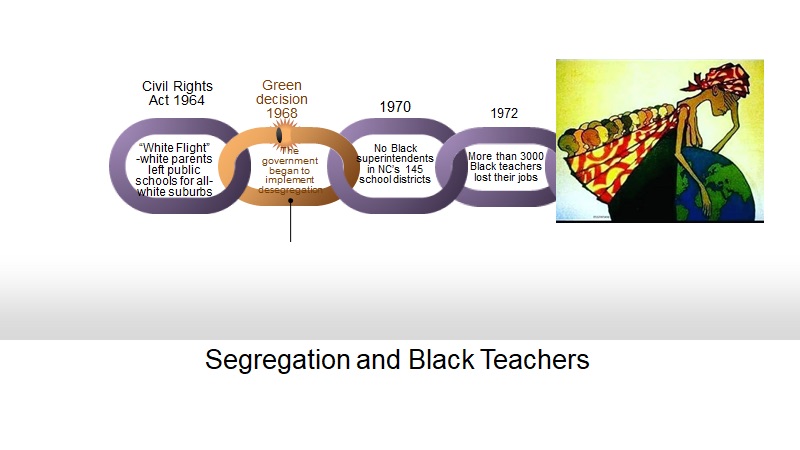 Civil Rights
Act 1964
Green
decision
1968
1970
1972
“White Flight”
-white parents
left public
schools for all-
white suburbs
The
government
began to
implement
desegregation
No Black
superintendents
in NC's 145
school districts
More than 3000
Black teachers
lost their jobs
Segregation and Black Teachers